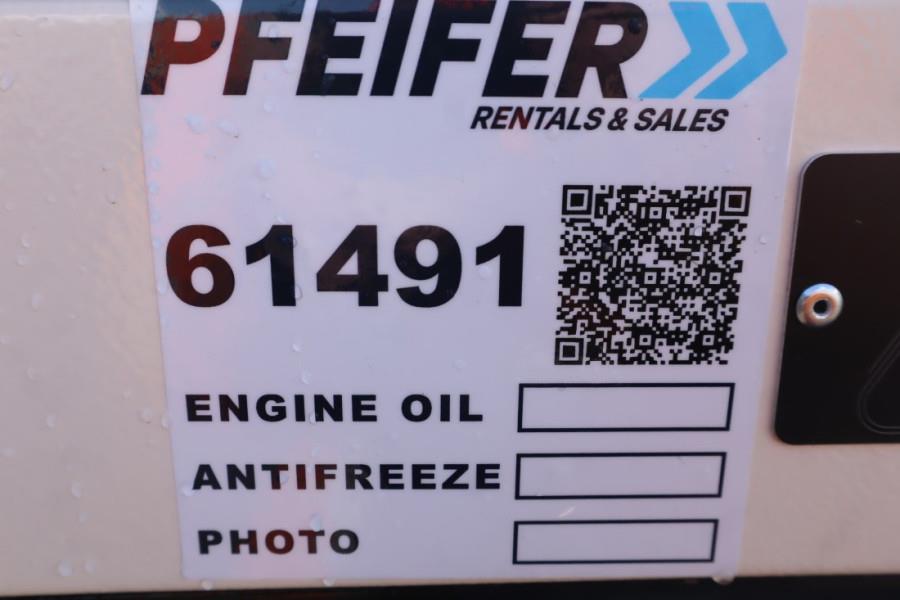 PFEIFER
RENTALS & SALES
61491
ENGINE OIL
ANTIFREEZE
PHOTO